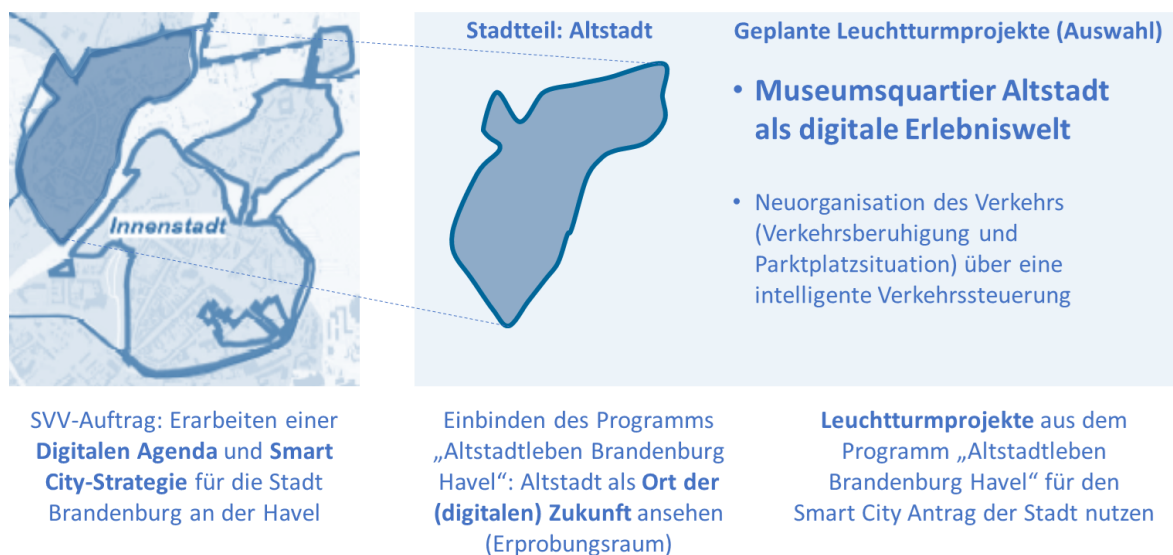 Innenstadt
Stadtteil: Altstadt
Geplante Leuchtturmprojekte (Auswahl)
• Museumsquartier Altstadt
als digitale Erlebniswelt
• Neuorganisation des Verkehrs
(Verkehrsberuhigung und
Parkplatzsituation) über eine
intelligente Verkehrssteuerung
SVV-Auftrag: Erarbeiten einer
Digitalen Agenda und Smart
City-Strategie für die Stadt
Brandenburg an der Havel
Einbinden des Programms
„Altstadtleben Brandenburg
Havel“: Altstadt als Ort der
(digitalen) Zukunft ansehen
(Erprobungsraum)
Leuchtturmprojekte aus dem
Programm „Altstadtleben
Brandenburg Havel“ für den
Smart City Antrag der Stadt nutzen